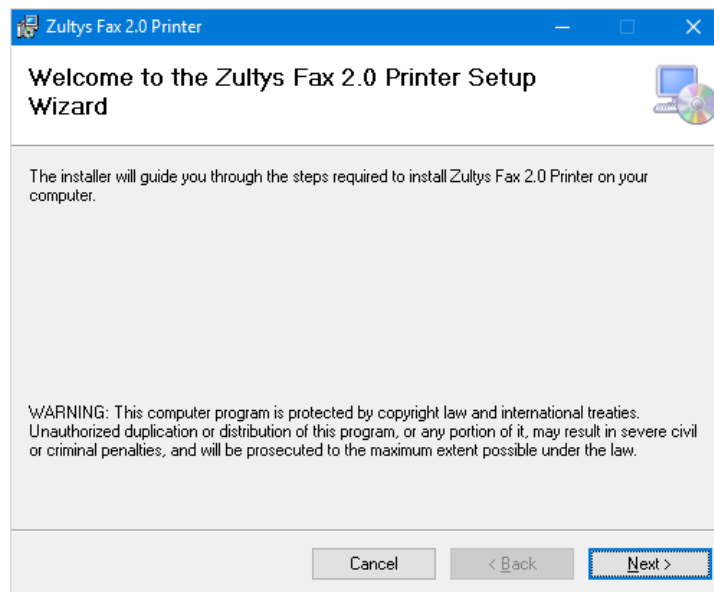 Zultys Fax 2.0 Printer
Welcome to the Zultys Fax 2.0 Printer Setup
Wizard
The installer will guide you through the steps required to install Zultys Fax 2.0 Printer on your
computer.
WARNING: This computer program is protected by copyright law and international treaties.
Unauthorized duplication or distribution of this program, or any portion of it, may result in severe civil
or criminal penalties, and will be prosecuted to the maximum extent possible under the law.
Cancel < Back Next >